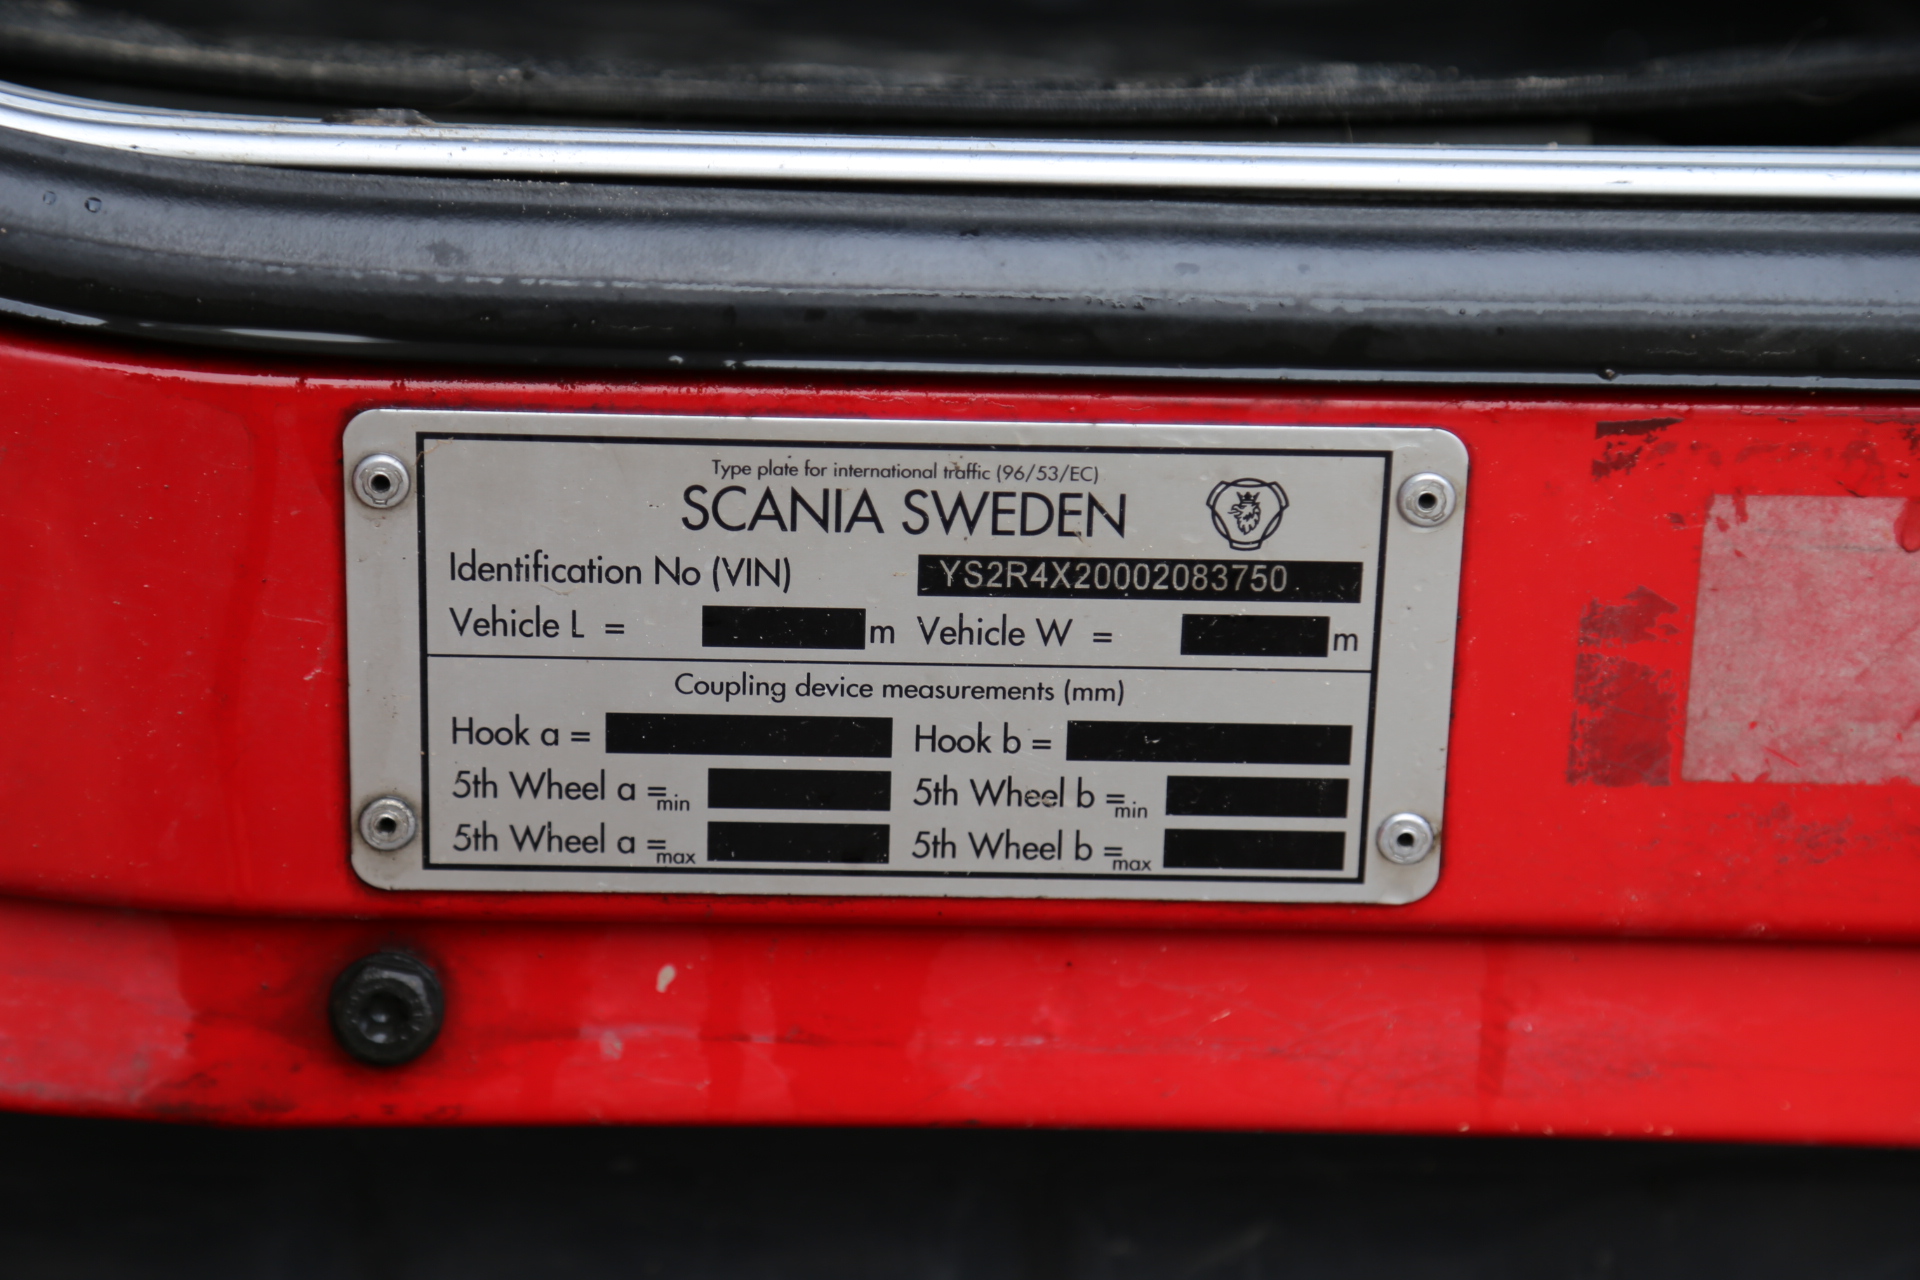 Type plate for international traffic (96/53/EC)
SCANIA SWEDEN
Identification No (VIN) YS2R4X20002083750
Vehicle L = m Vehicle W = m
Coupling device measurements (mm)
Hook a = Hook b =
5th Wheel a =min 5th Wheel b =min
5th Wheel a =max 5th Wheel b =max